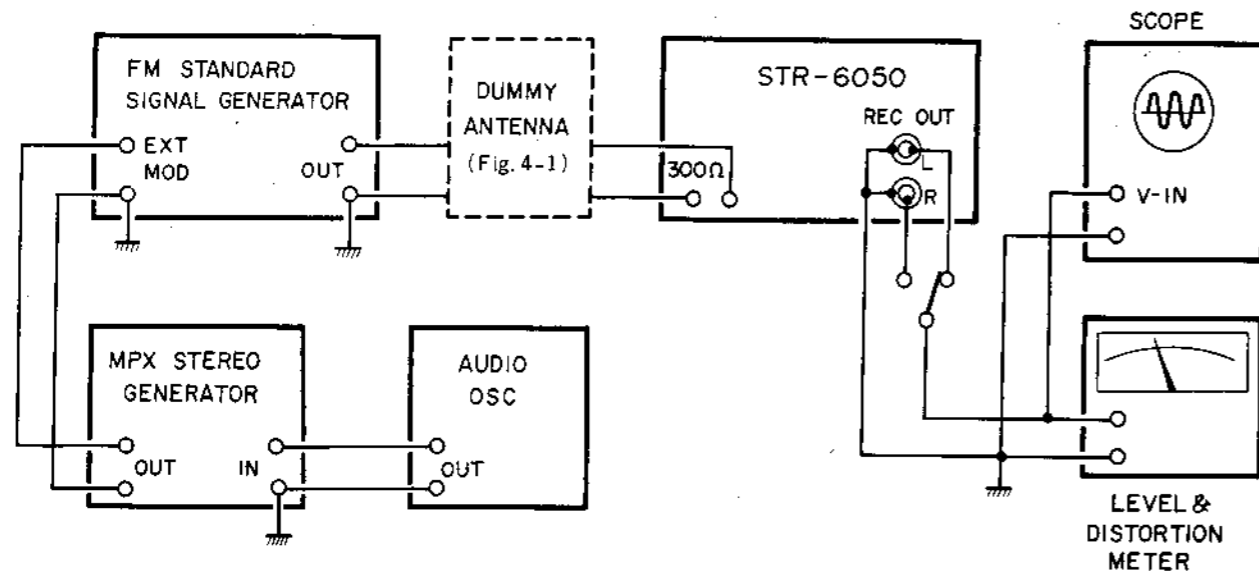 FM STANDARD
SIGNAL GENERATOR
EXT
MOD
OUT
DUMMY
ANTENNA
(Fig. 4-1)
STR-6050
REC OUT
300Ω
L
R
SCOPE
V-IN
MPX STEREO
GENERATOR
OUT
IN
AUDIO
OSC
OUT
LEVEL &
DISTORTION
METER